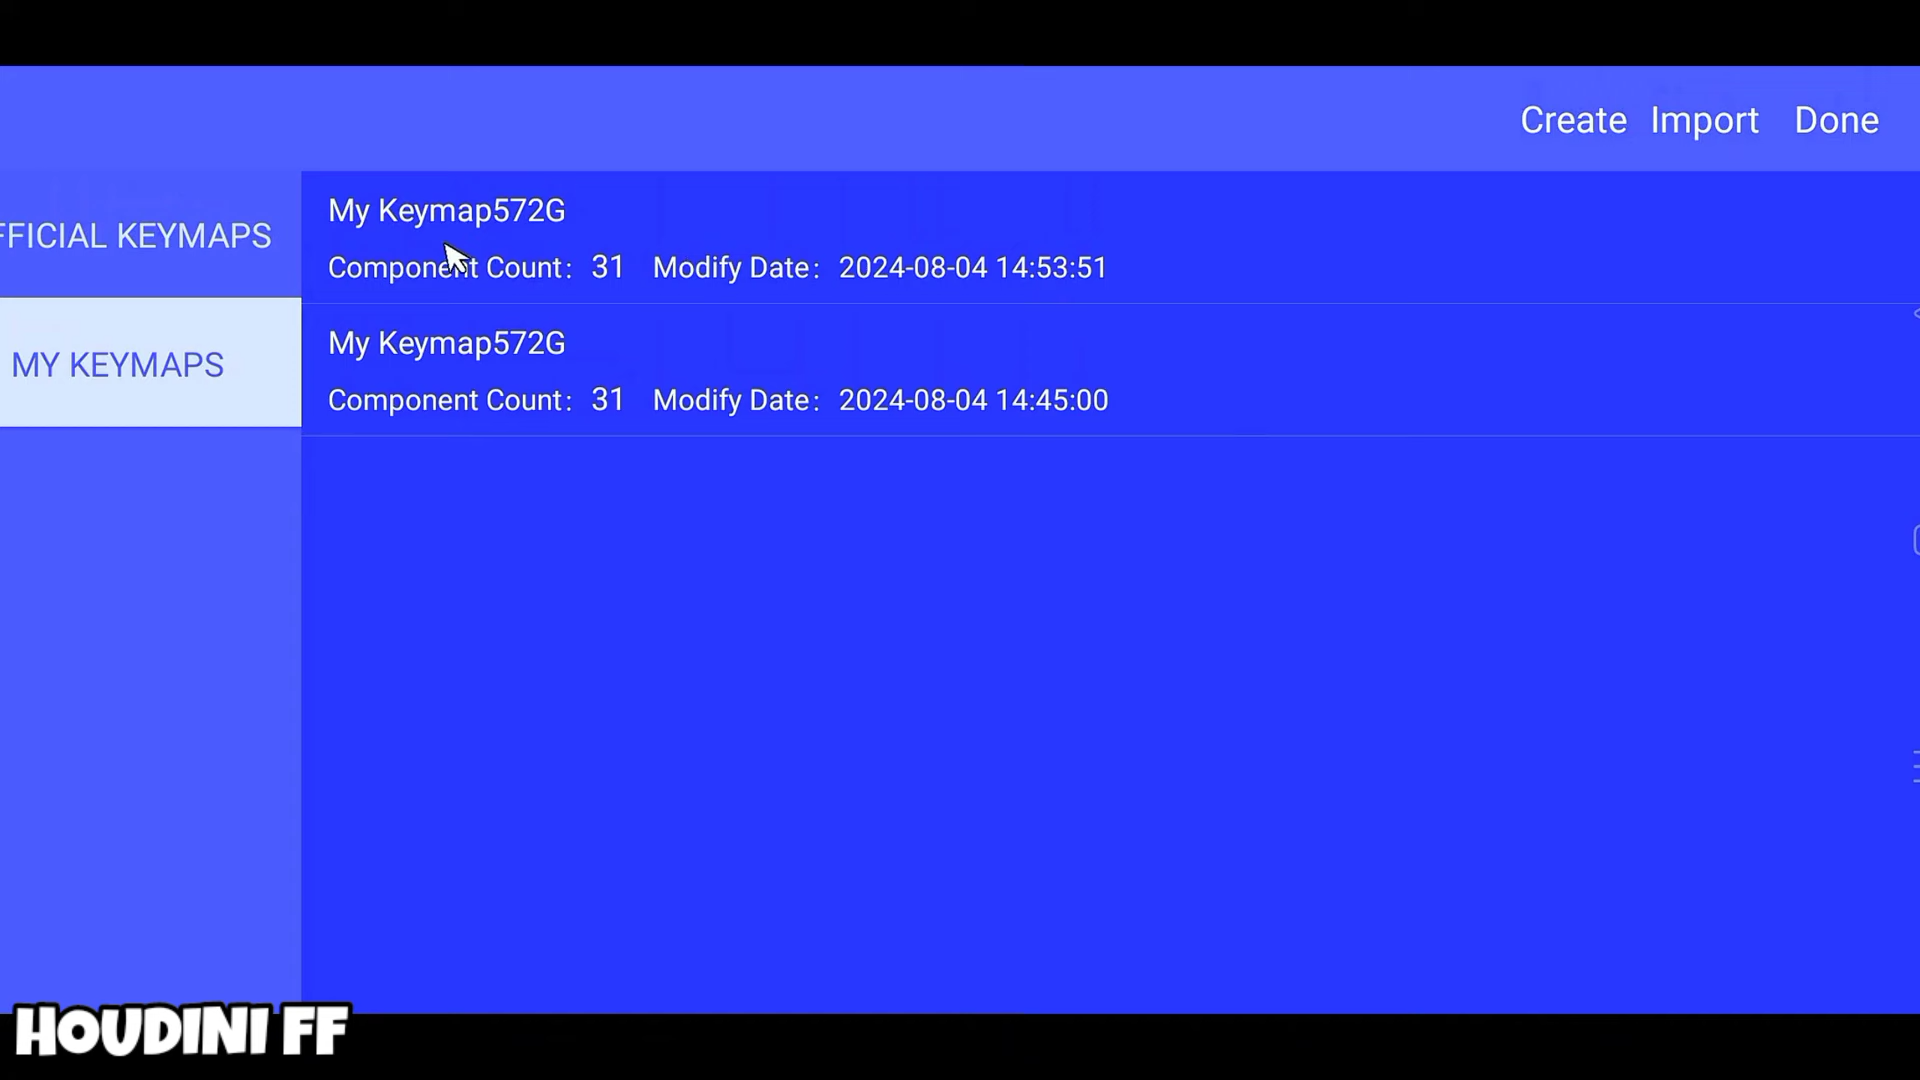 Create Import Done
FFICIAL KEYMAPS
MY KEYMAPS
My Keymap572G
Component Count: 31 Modify Date: 2024-08-04 14:53:51
My Keymap572G
Component Count: 31 Modify Date: 2024-08-04 14:45:00
HOUDINI FF